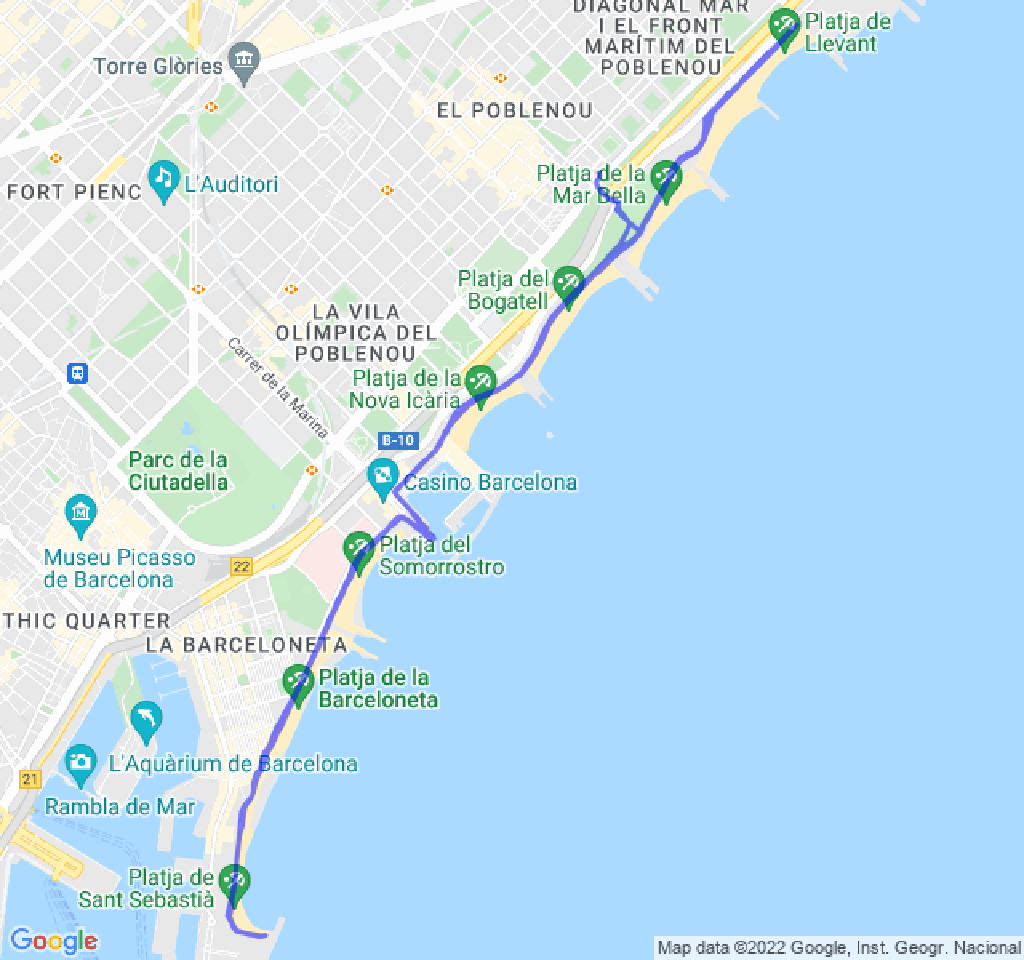 DIAGONAL MAR
I EL FRONT
MARÍTIM DEL
POBLENOU
Platja de
Llevant
Torre Glòries
EL POBLENOU
Platja de la
Mar Bella
FORT PIENC
L'Auditori
Platja del
Bogatell
LA VILA
OLÍMPICA DEL
POBLENOU
Carrer de la Marina
Platja de la
Nova Icària
B-10
Parc de la
Ciutadella
Casino Barcelona
Museu Picasso
de Barcelona
22
Platja del
Somorrostro
THIC QUARTER
LA BARCELONETA
Platja de la
Barceloneta
L'Aquàrium de Barcelona
21
Rambla de Mar
Platja de
Sant Sebastià
Google
Map data ©2022 Google, Inst. Geogr. Nacional